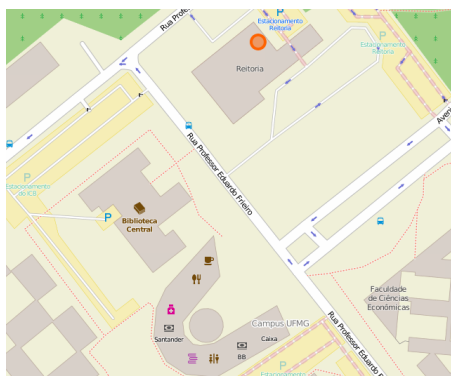 Rua Professor
Estacionamento
Reitoria
Reitoria
P
Estacionamento
Reitoria
P
Rua Professor Eduardo Frieiro
P
Estacionamento
do ICB
P
Biblioteca
Central
Faculdade
de Ciências
Econômicas
Campus UFMG
Santander
Caixa
BB
P
Estacionamento
Rua Professor Eduardo F